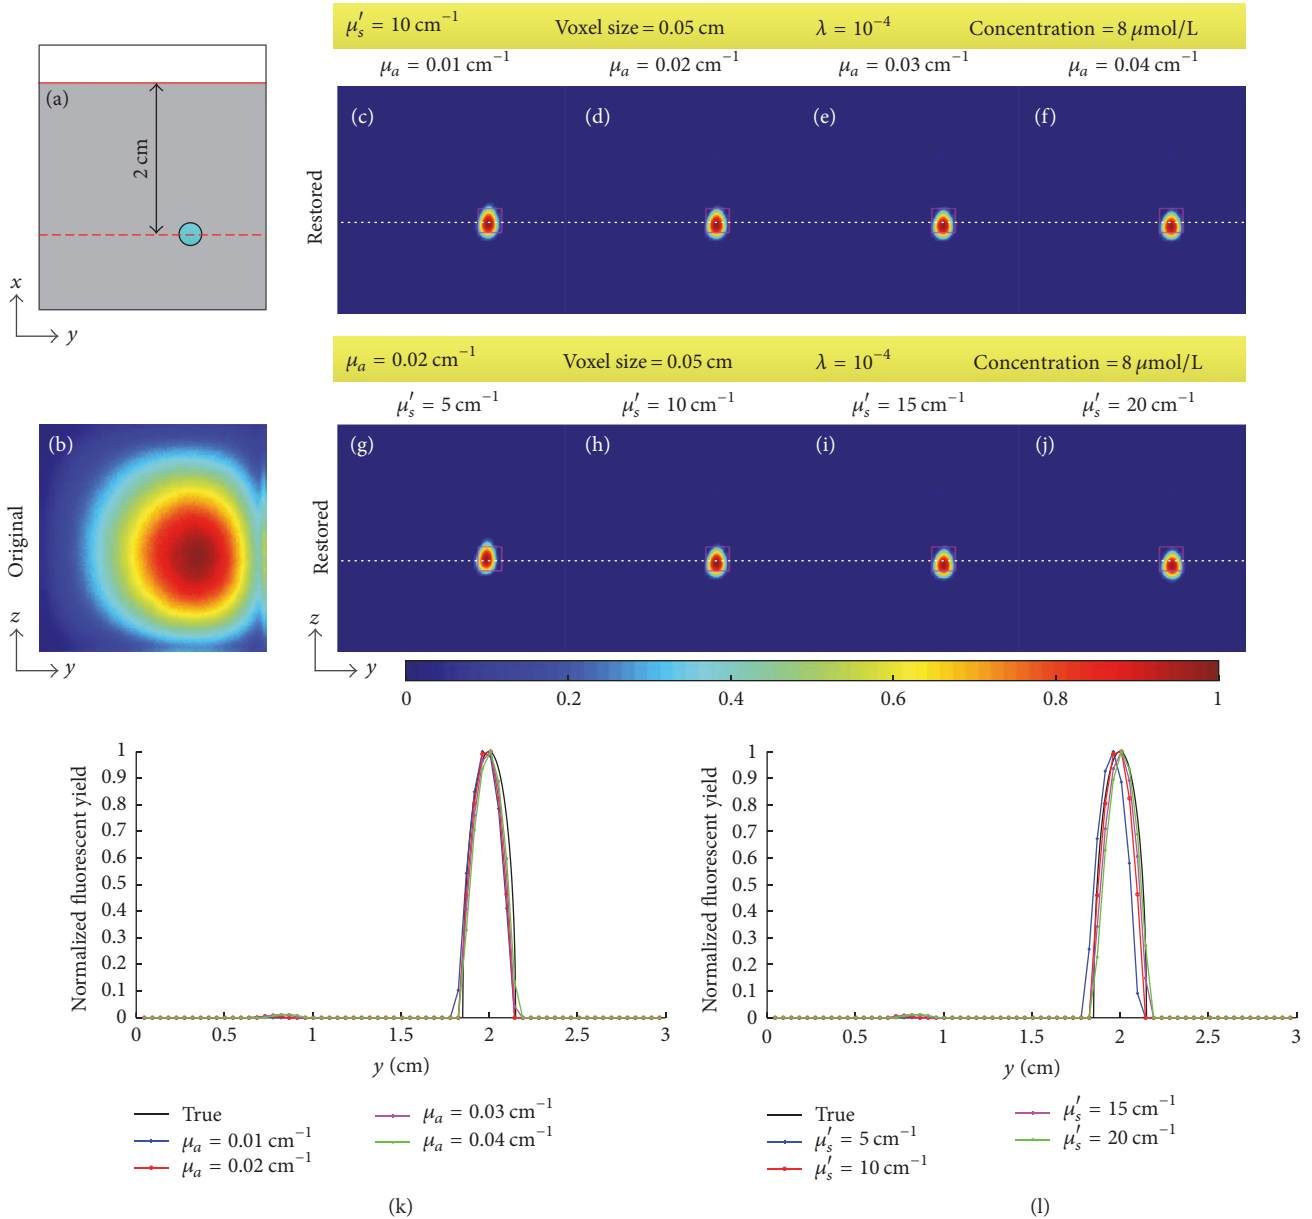 μ′s = 10 cm⁻¹ Voxel size = 0.05 cm λ = 10⁻⁴ Concentration = 8 μmol/L
μa = 0.01 cm⁻¹ μa = 0.02 cm⁻¹ μa = 0.03 cm⁻¹ μa = 0.04 cm⁻¹
(a)
2 cm
x
y
(c) (d) (e) (f)
Restored
μa = 0.02 cm⁻¹ Voxel size = 0.05 cm λ = 10⁻⁴ Concentration = 8 μmol/L
μ′s = 5 cm⁻¹ μ′s = 10 cm⁻¹ μ′s = 15 cm⁻¹ μ′s = 20 cm⁻¹
(b)
Original
z
y
(g) (h) (i) (j)
Restored
z
y
0 0.2 0.4 0.6 0.8 1
Normalized fluorescent yield
1
0.9
0.8
0.7
0.6
0.5
0.4
0.3
0.2
0.1
0
0 0.5 1 1.5 2 2.5 3
y (cm)
True
μa = 0.01 cm⁻¹
μa = 0.02 cm⁻¹
μa = 0.03 cm⁻¹
μa = 0.04 cm⁻¹
(k)
Normalized fluorescent yield
1
0.9
0.8
0.7
0.6
0.5
0.4
0.3
0.2
0.1
0
0 0.5 1 1.5 2 2.5 3
y (cm)
True
μ′s = 5 cm⁻¹
μ′s = 10 cm⁻¹
μ′s = 15 cm⁻¹
μ′s = 20 cm⁻¹
(l)